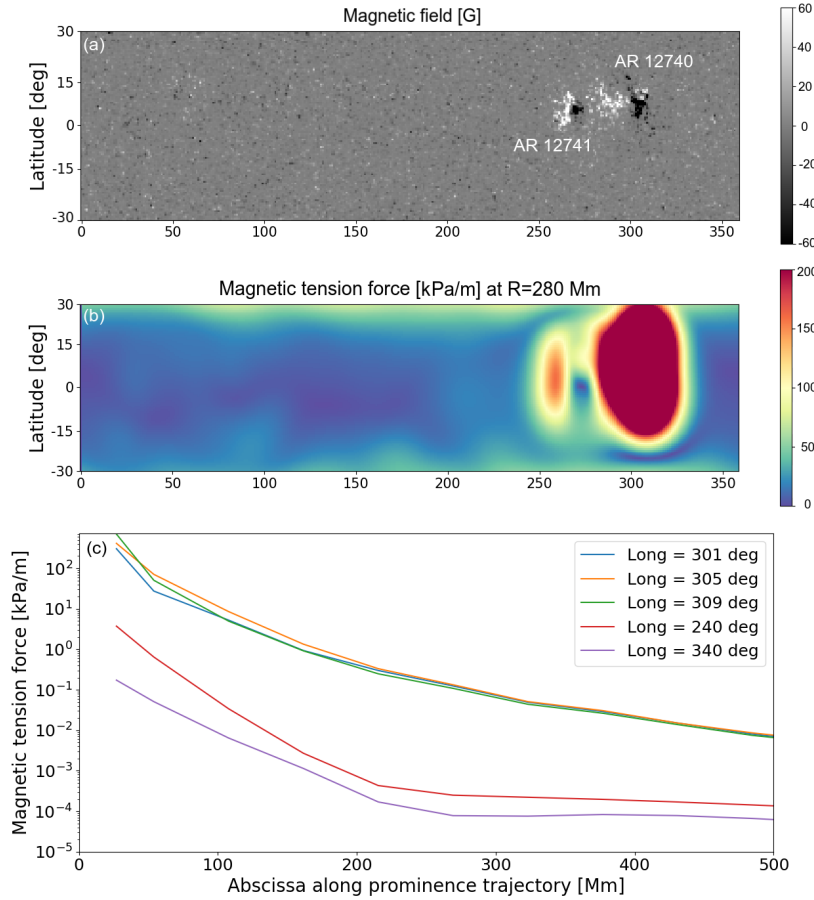 Magnetic field [G]
(a)
AR 12740
AR 12741
Latitude [deg]
30
15
0
-15
-30
0 50 100 150 200 250 300 350
60
40
20
0
-20
-40
-60
Magnetic tension force [kPa/m] at R=280 Mm
(b)
Latitude [deg]
30
15
0
-15
-30
0 50 100 150 200 250 300 350
200
150
100
50
0
(c)
Magnetic tension force [kPa/m]
10²
10¹
10⁰
10⁻¹
10⁻²
10⁻³
10⁻⁴
10⁻⁵
Long = 301 deg
Long = 305 deg
Long = 309 deg
Long = 240 deg
Long = 340 deg
0 100 200 300 400 500
Abscissa along prominence trajectory [Mm]